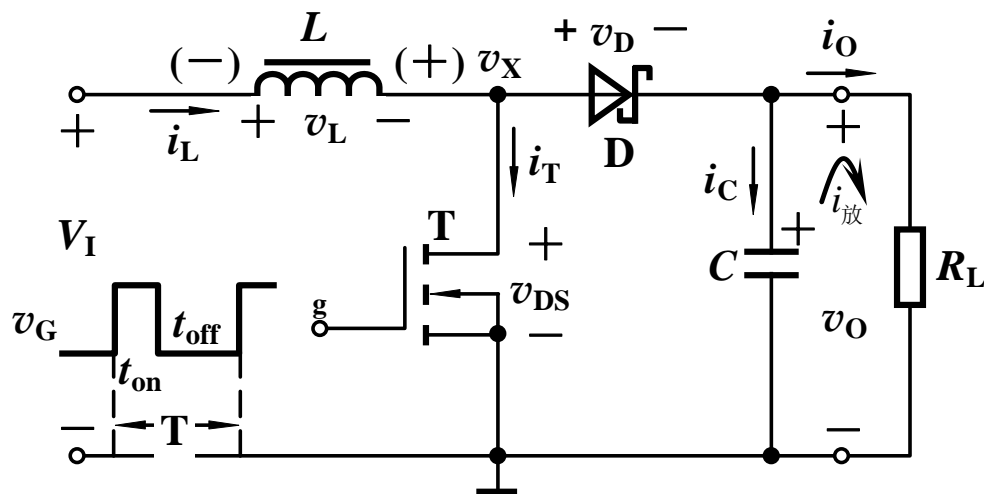 L
+ v_D −
i_O
(−)
(+)
v_X
+
i_L
+ v_L −
D
i_T
i_C
+
i_放
V_I
T
+
+
C
R_L
v_G
t_off
g
v_DS
v_O
t_on
−
−
T
−